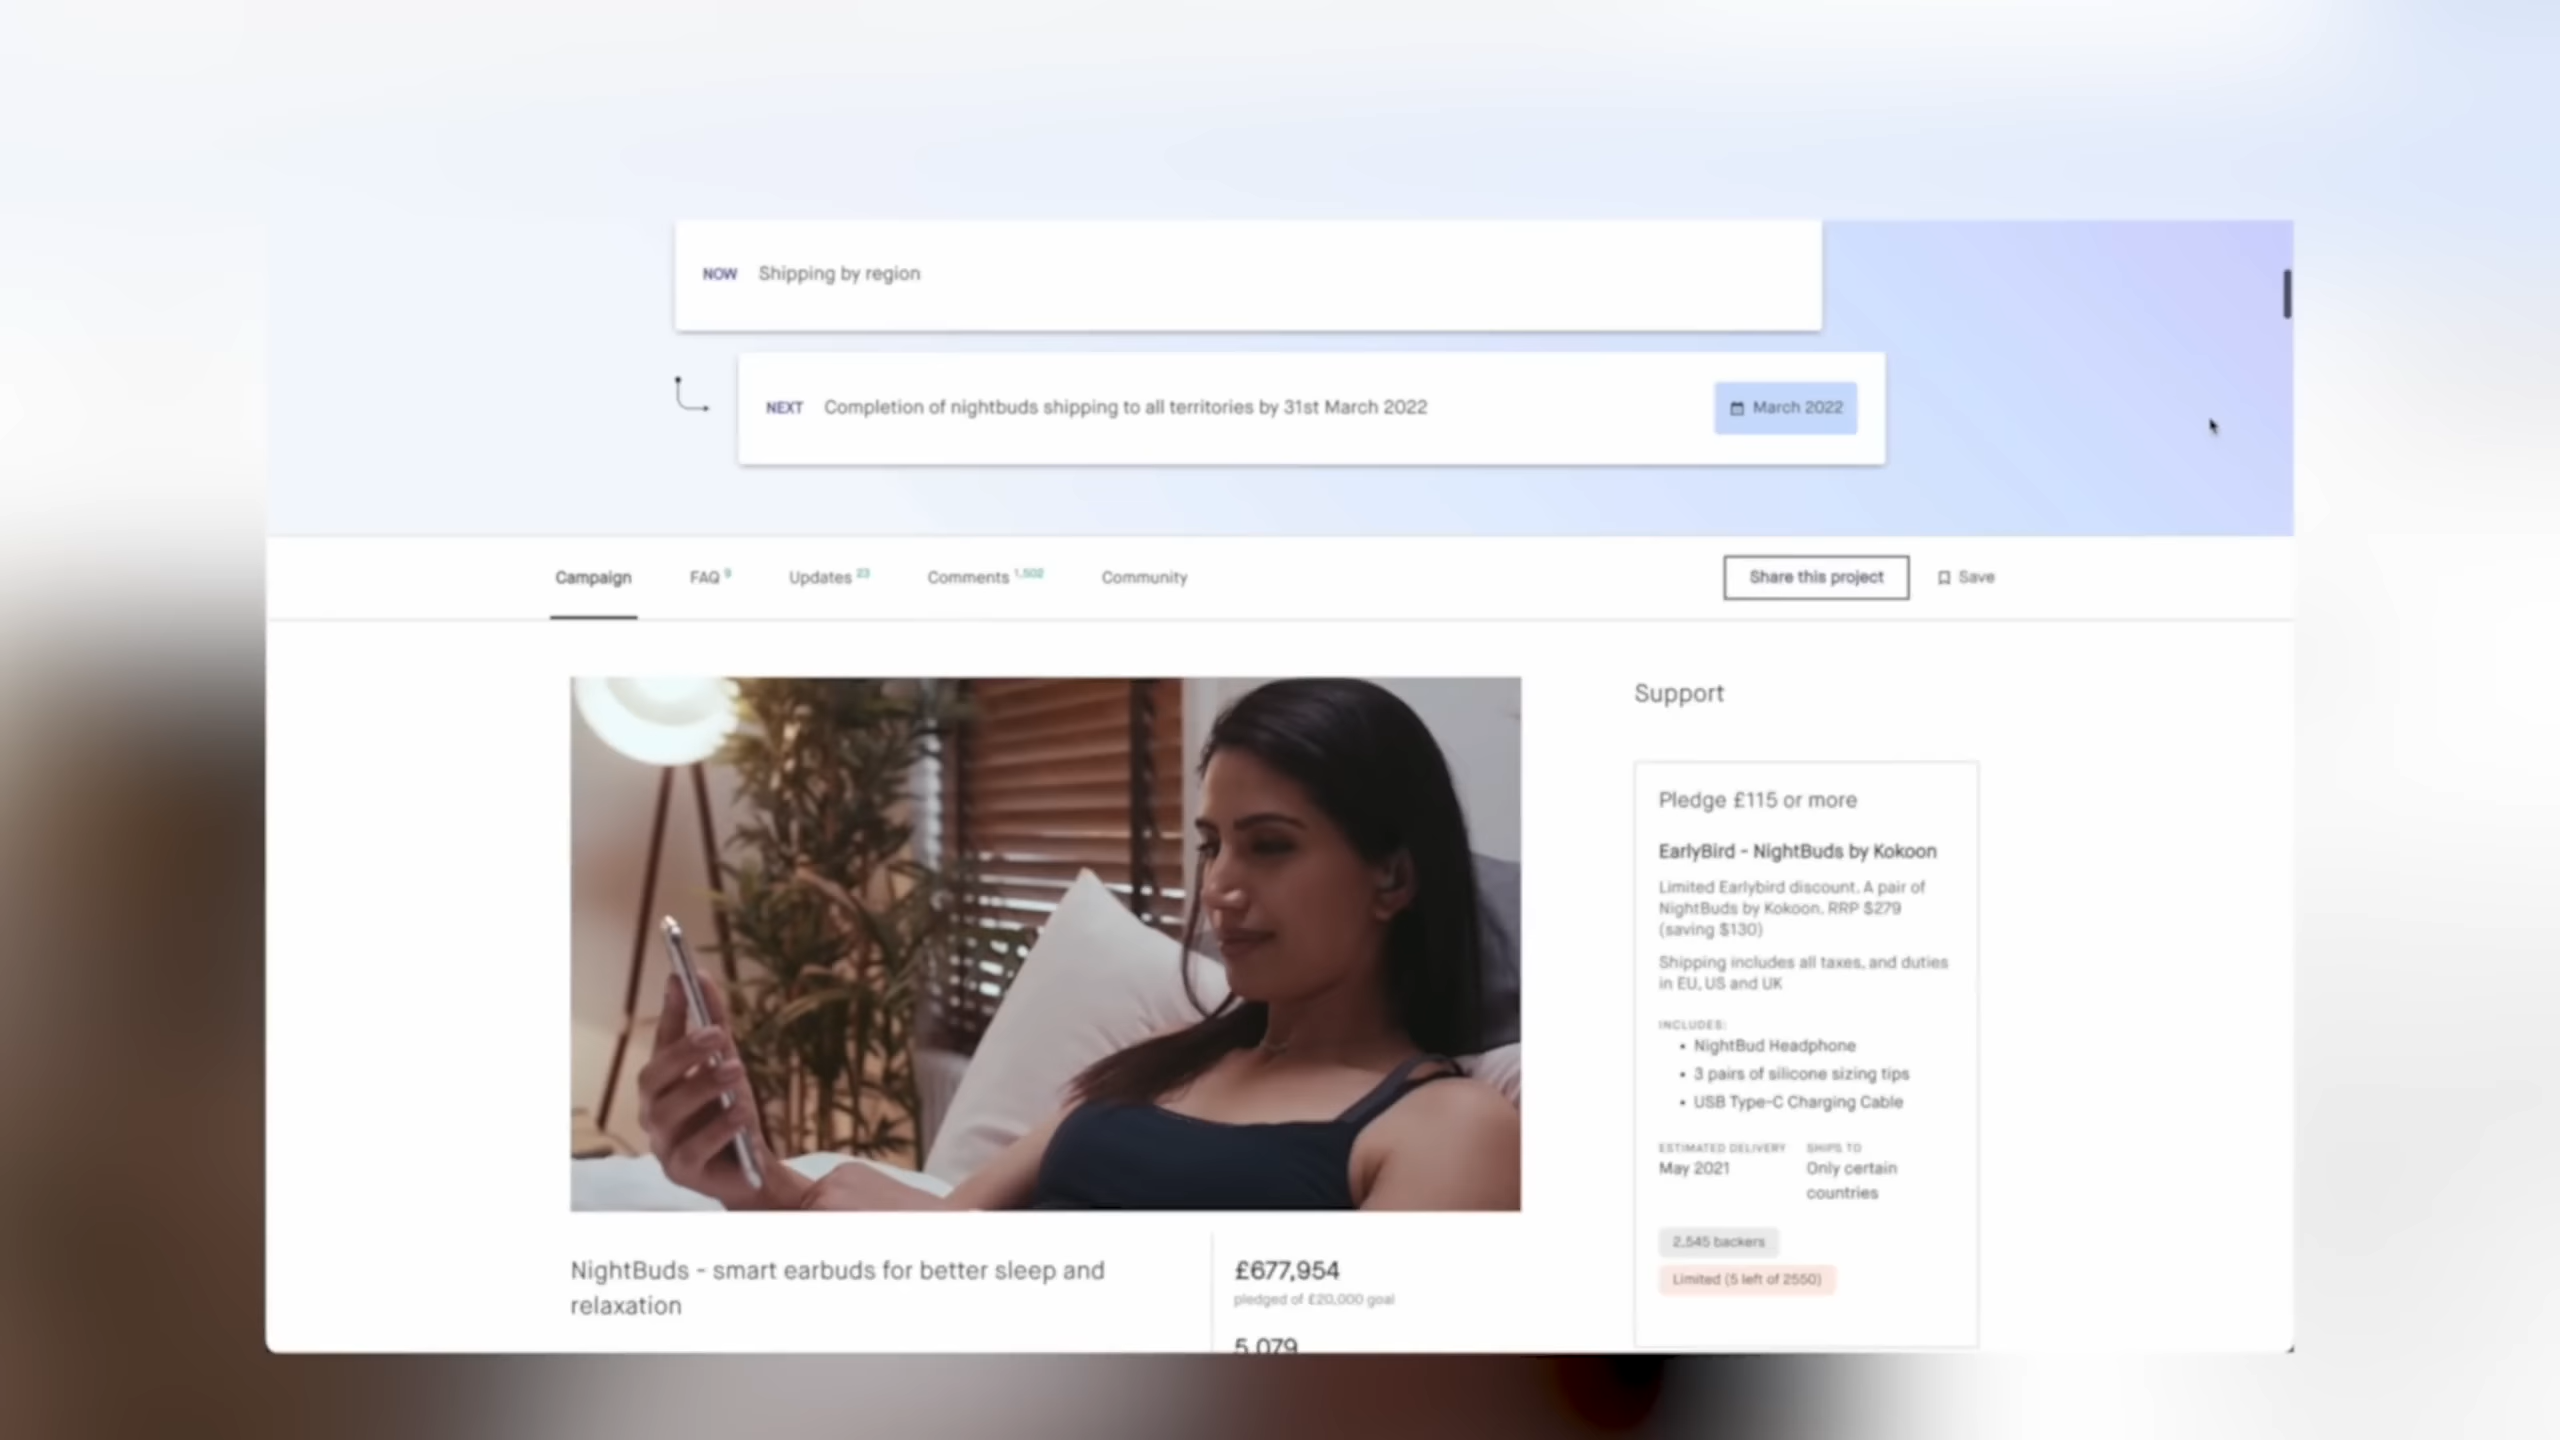 NOW Shipping by region
NEXT Completion of nightbuds shipping to all territories by 31st March 2022
March 2022
Campaign FAQ 9 Updates 23 Comments 1,502 Community
Share this project Save
Support
Pledge £115 or more
EarlyBird - NightBuds by Kokoon
Limited Earlybird discount. A pair of
NightBuds by Kokoon. RRP $279
(saving $130)
Shipping includes all taxes, and duties
in EU, US and UK
INCLUDES:
• NightBud Headphone
• 3 pairs of silicone sizing tips
• USB Type-C Charging Cable
ESTIMATED DELIVERY SHIPS TO
May 2021 Only certain
countries
2,545 backers
Limited (5 left of 2550)
NightBuds - smart earbuds for better sleep and
relaxation
£677,954
pledged of £20,000 goal
5,079